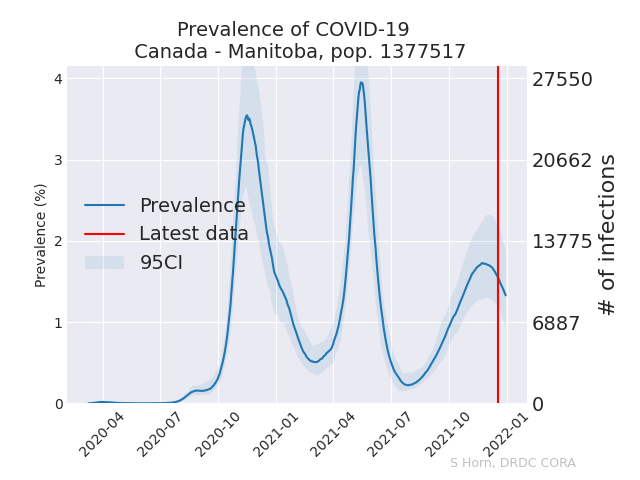 Prevalence of COVID-19
Canada - Manitoba, pop. 1377517
4
3
2
1
0
Prevalence (%)
Prevalence
Latest data
95CI
27550
20662
13775
6887
0
# of infections
2020-04
2020-07
2020-10
2021-01
2021-04
2021-07
2021-10
2022-01
S Horn, DRDC CORA